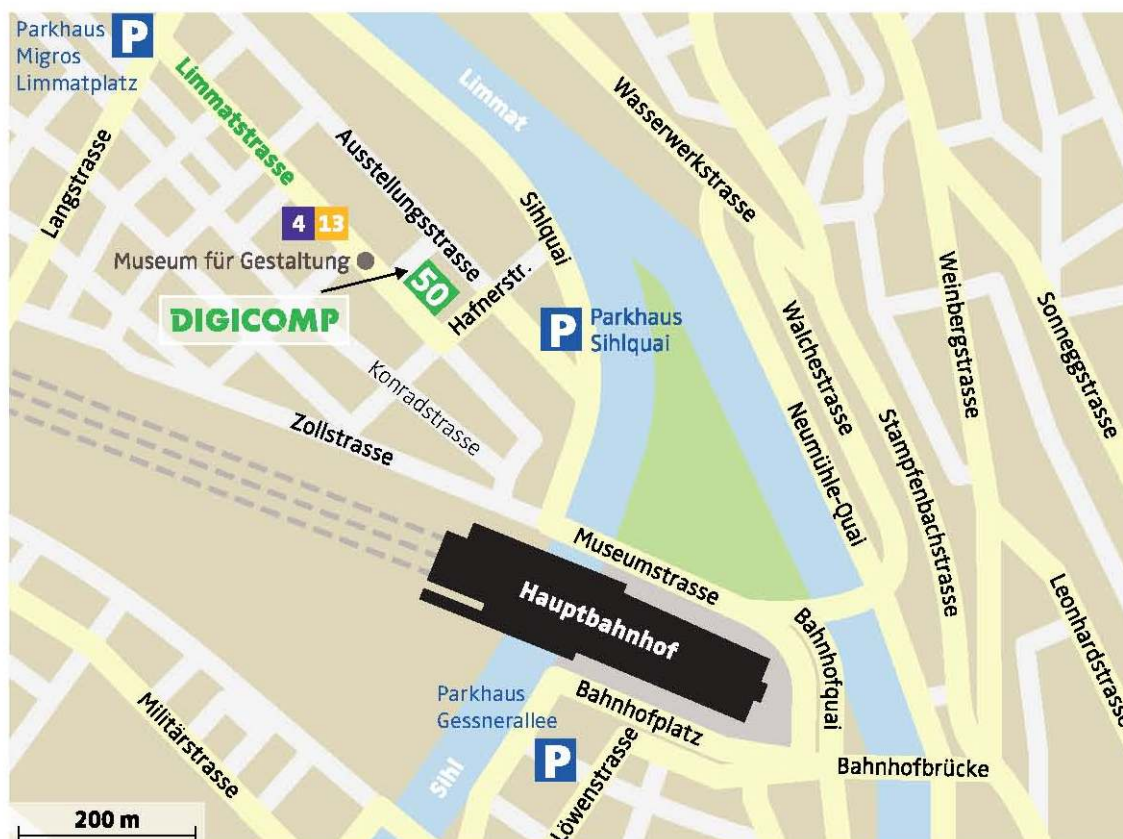 Parkhaus
Migros
Limmatplatz
P
Limmatstrasse
Limmat
Wasserwerkstrasse
Langstrasse
Ausstellungsstrasse
Sihlquai
4 13
Museum für Gestaltung
50
DIGICOMP
Hafnerstr.
P
Parkhaus
Sihlquai
Walchestrasse
Weinbergstrasse
Sonneggstrasse
Konradstrasse
Zollstrasse
Neumühle-Quai
Stampfenbachstrasse
Museumstrasse
Hauptbahnhof
Leonhardstrasse
Bahnhofquai
Bahnhofplatz
Parkhaus
Gessnerallee
P
Militärstrasse
Sihl
Löwenstrasse
Bahnhofbrücke
200 m